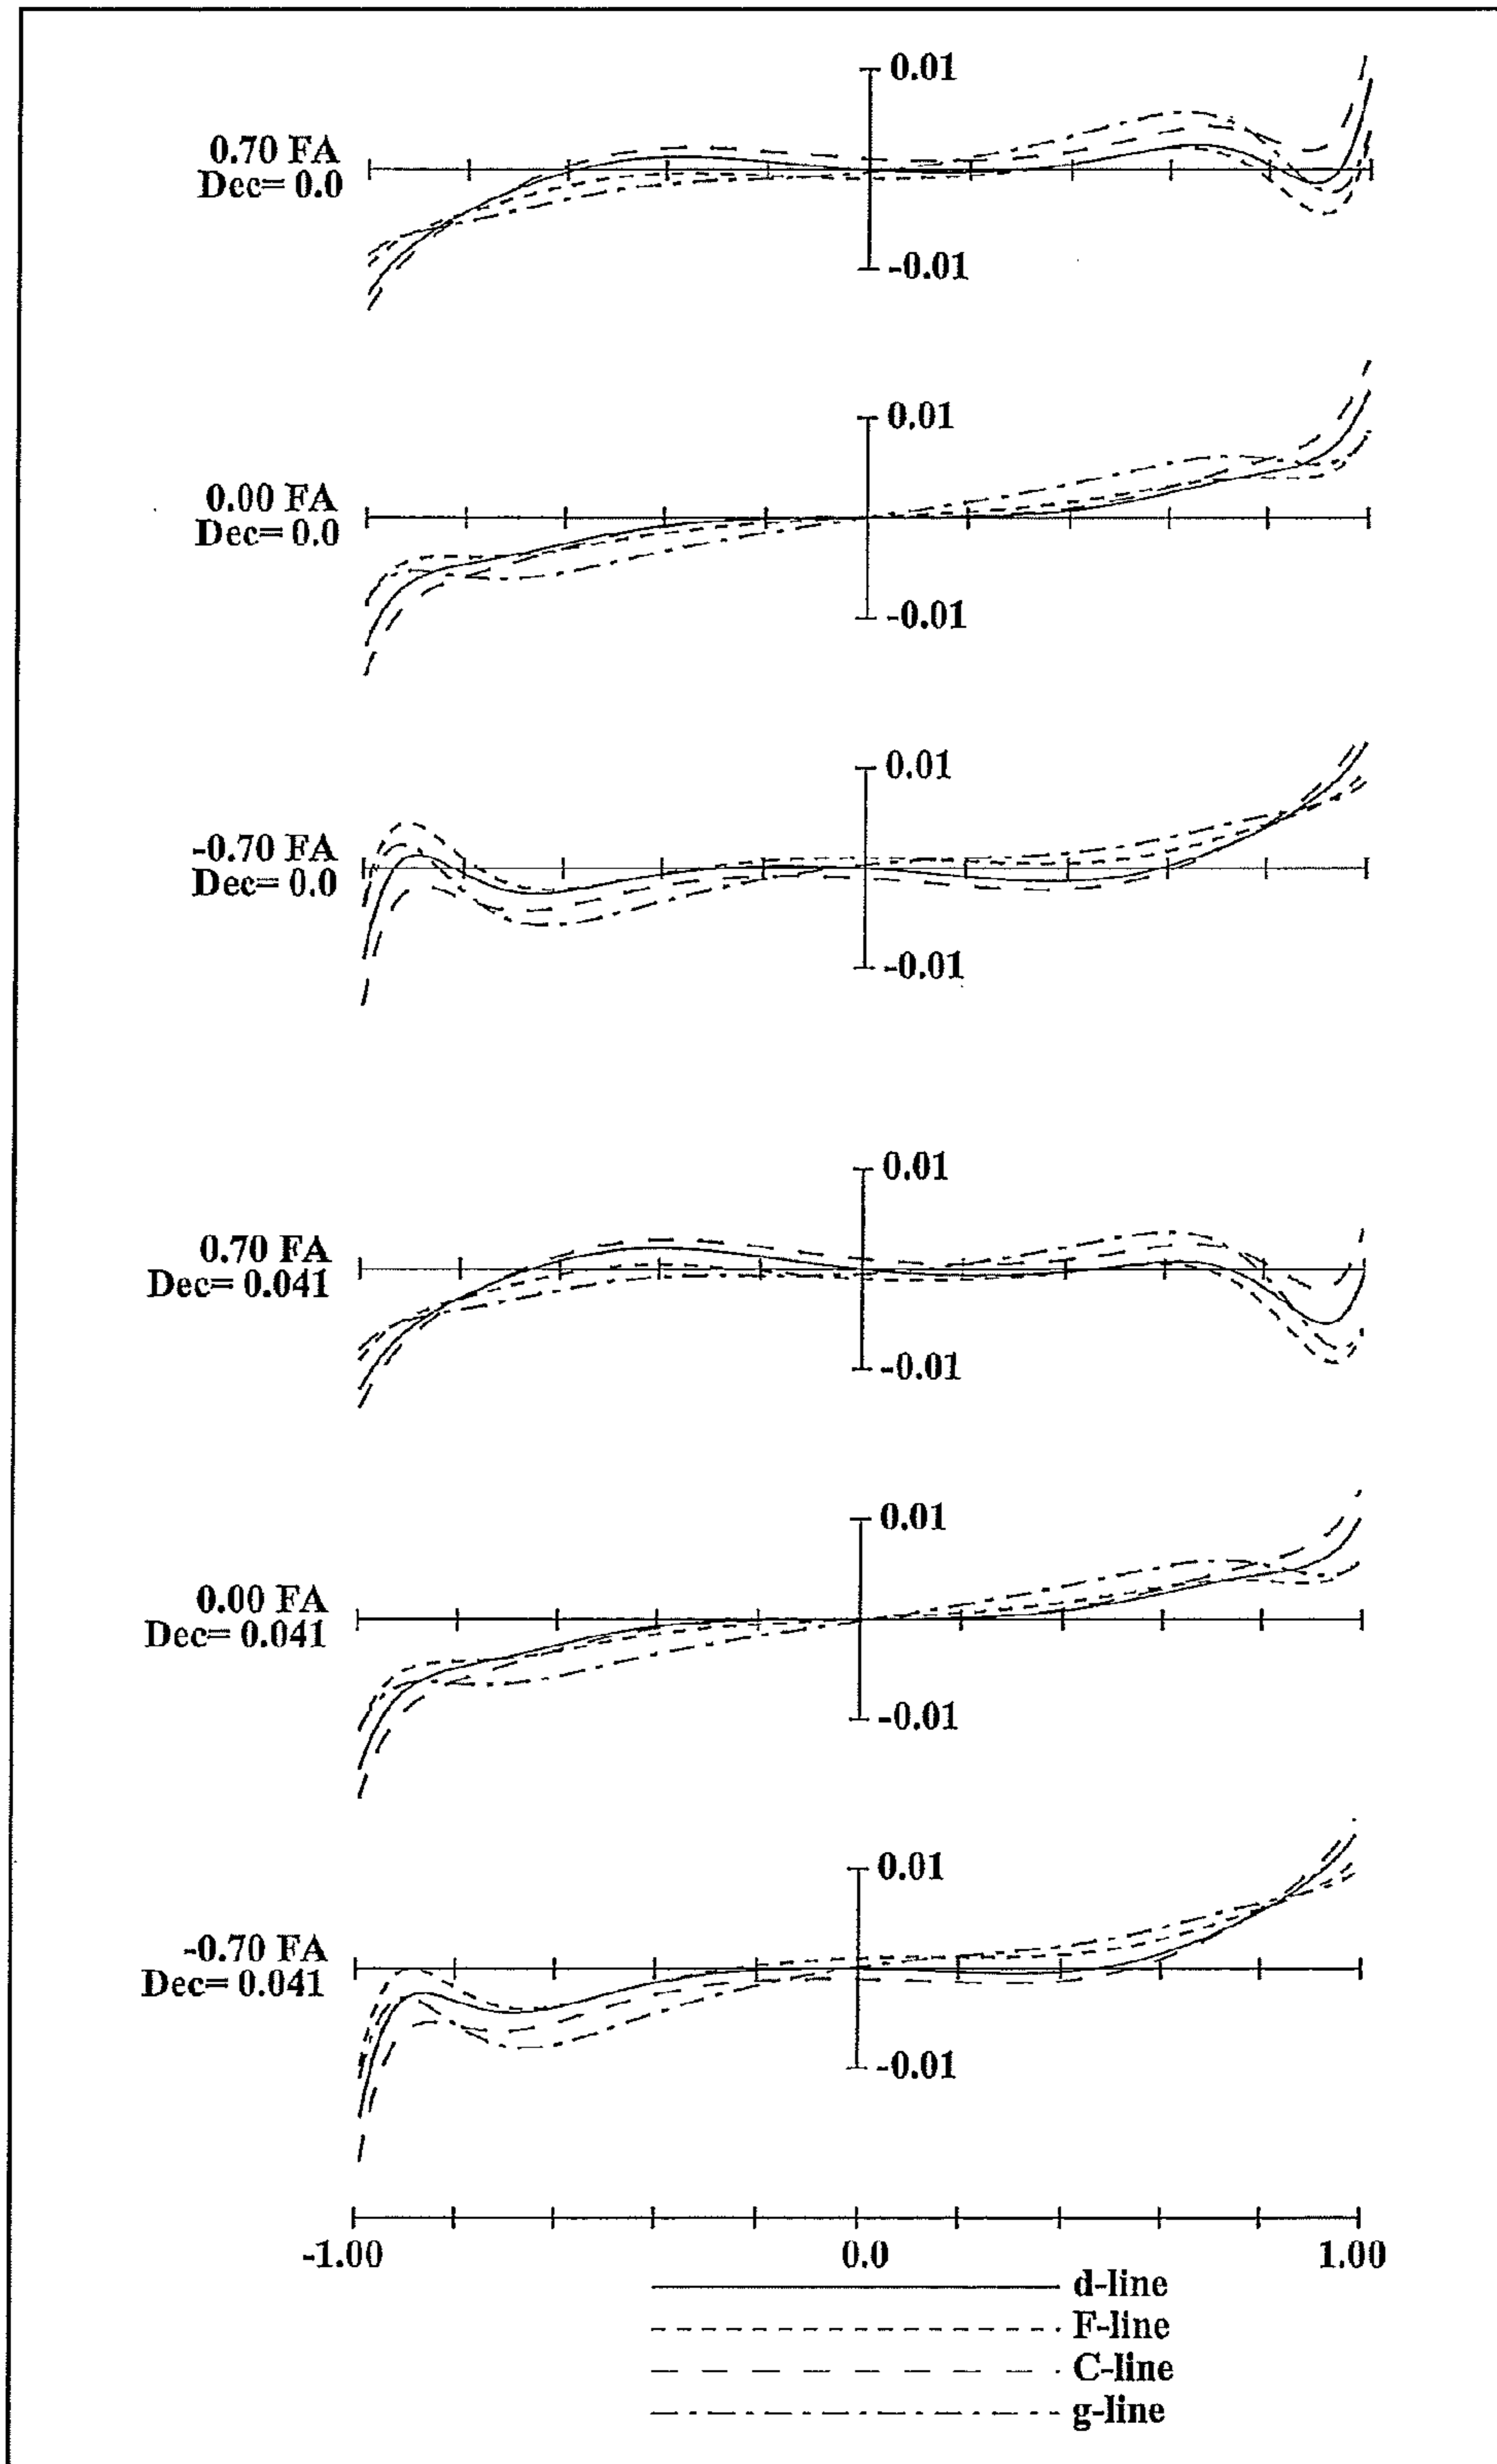 0.01
0.70 FA
Dec= 0.0
-0.01
0.01
0.00 FA
Dec= 0.0
-0.01
0.01
-0.70 FA
Dec= 0.0
-0.01
0.01
0.70 FA
Dec= 0.041
-0.01
0.01
0.00 FA
Dec= 0.041
-0.01
0.01
-0.70 FA
Dec= 0.041
-0.01
-1.00 0.0 1.00
d-line
F-line
C-line
g-line